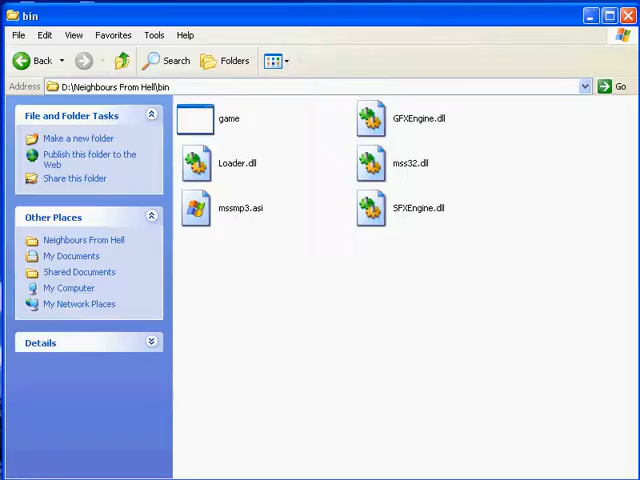 bin
File Edit View Favorites Tools Help
Back Search Folders
Address D:\Neighbours From Hell\bin Go
File and Folder Tasks
Make a new folder
Publish this folder to the
Web
Share this folder
Other Places
Neighbours From Hell
My Documents
Shared Documents
My Computer
My Network Places
Details
game GFXEngine.dll
Loader.dll mss32.dll
mssmp3.asi SFXEngine.dll